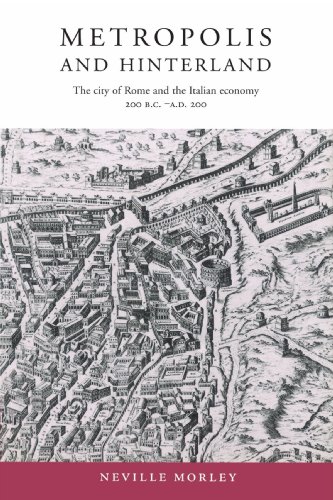 METROPOLIS
AND HINTERLAND
The city of Rome and the Italian economy
200 B.C. –A.D. 200
NEVILLE MORLEY